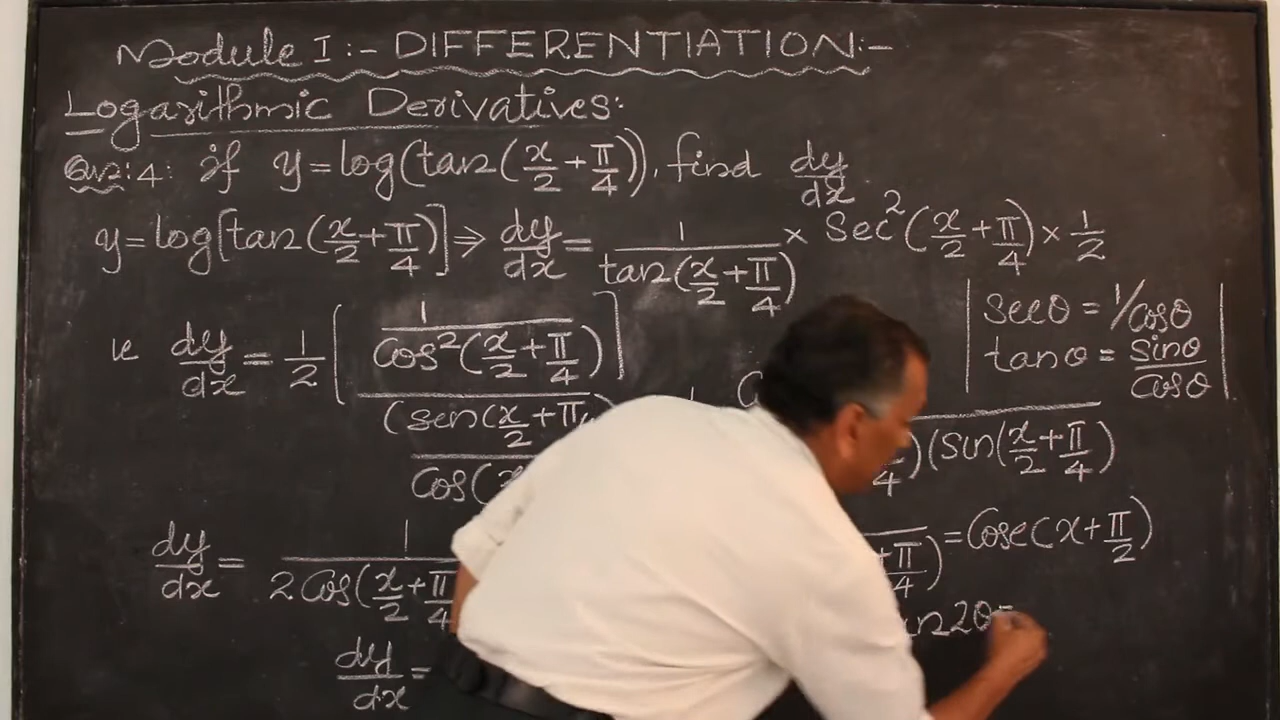 Module I :- DIFFERENTIATION:-
Logarithmic Derivatives:
Qn:4: if y = log(tan(x/2 + π/4)), find dy/dx
y = log[tan(x/2 + π/4)] ⇒ dy/dx = 1/tan(x/2 + π/4) × Sec²(x/2 + π/4) × 1/2
secθ = 1/cosθ
tanθ = sinθ/cosθ
ie dy/dx = 1/2 [ 1/cos²(x/2 + π/4) ]
(sin(x/2 + π/
Cos(
4)(sin(x/2 + π/4)
dy/dx = 1/2 Cos(x/2 + π/4
+ π/4) = Cosec(x + π/2)
2θ =
dy/dx =